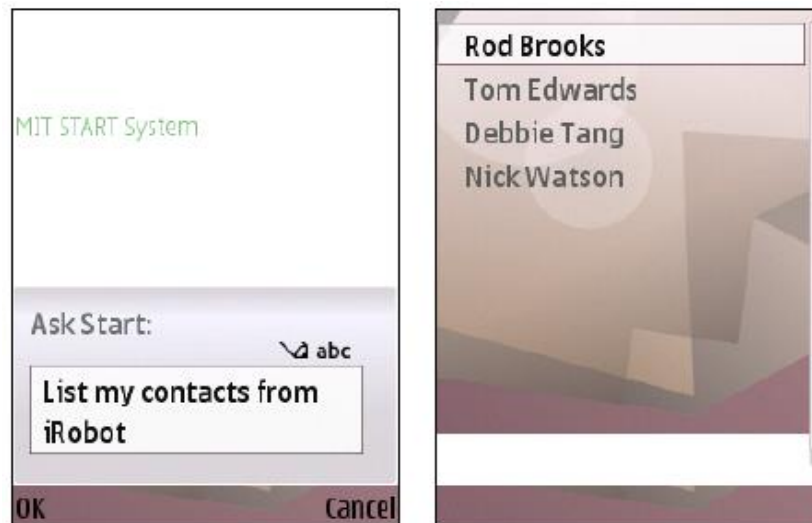 MIT START System
Ask Start:
abc
List my contacts from
iRobot
OK Cancel
Rod Brooks
Tom Edwards
Debbie Tang
Nick Watson